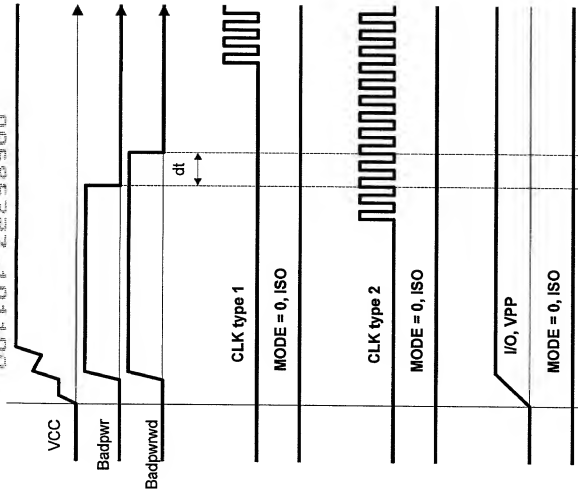 VCC
Badpwr
Badpwrwd
dt
CLK type 1
MODE = 0, ISO
CLK type 2
MODE = 0, ISO
I/O, VPP
MODE = 0, ISO